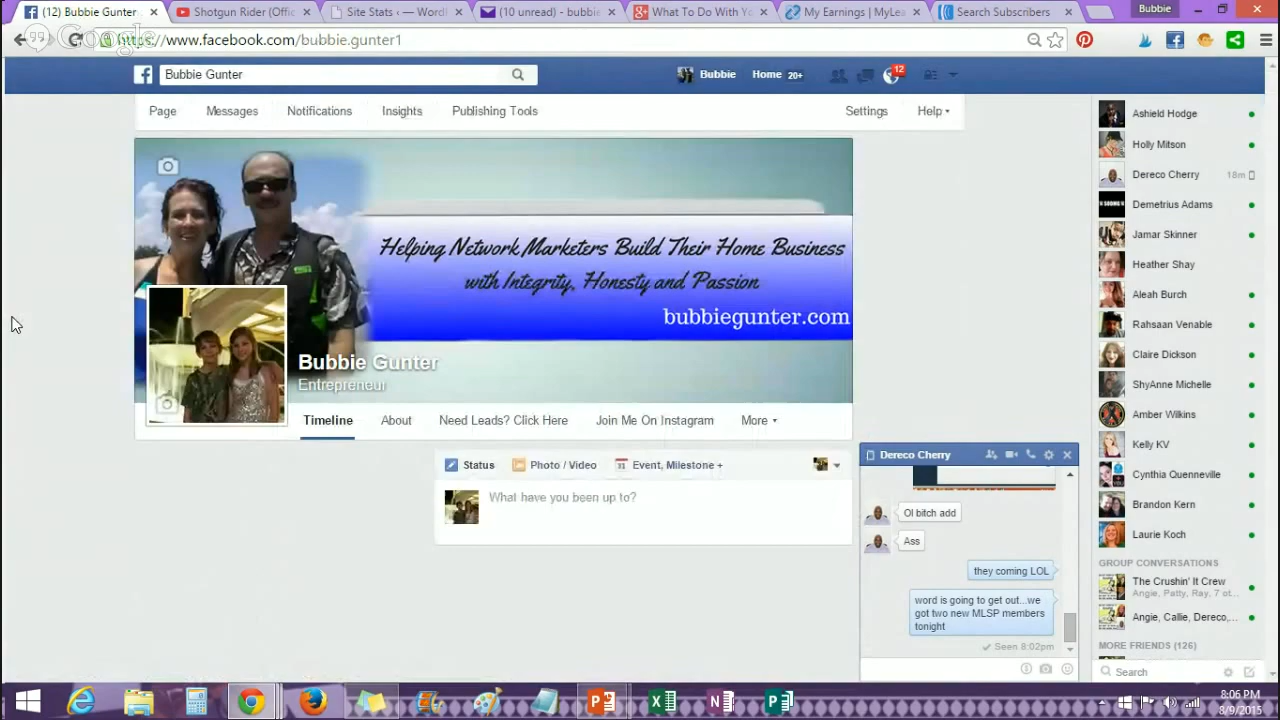 (12) Bubbie Gunter
Shotgun Rider (Offic
Site Stats ‹ — Word
(10 unread) - bubbie
What To Do With Yo
My Earnings | MyLea
Search Subscribers
Bubbie
Google
https://www.facebook.com/bubbie.gunter1
Bubbie Gunter
Bubbie
Home 20+
12
Page
Messages
Notifications
Insights
Publishing Tools
Settings
Help
Helping Network Marketers Build Their Home Business
with Integrity, Honesty and Passion
bubbiegunter.com
Bubbie Gunter
Entrepreneur
Timeline
About
Need Leads? Click Here
Join Me On Instagram
More
Status
Photo / Video
31
Event, Milestone +
What have you been up to?
Dereco Cherry
Ol bitch add
Ass
they coming LOL
word is going to get out...we
got two new MLSP members
tonight
Seen 8:02pm
Ashield Hodge
Holly Mitson
Dereco Cherry
18m
Demetrius Adams
Jamar Skinner
Heather Shay
Aleah Burch
Rahsaan Venable
Claire Dickson
ShyAnne Michelle
Amber Wilkins
Kelly KV
Cynthia Quenneville
Brandon Kern
Laurie Koch
GROUP CONVERSATIONS
The Crushin' It Crew
Angie, Patty, Ray, 7 ot...
Angie, Callie, Dereco,...
MORE FRIENDS (126)
Search
8:06 PM
8/9/2015